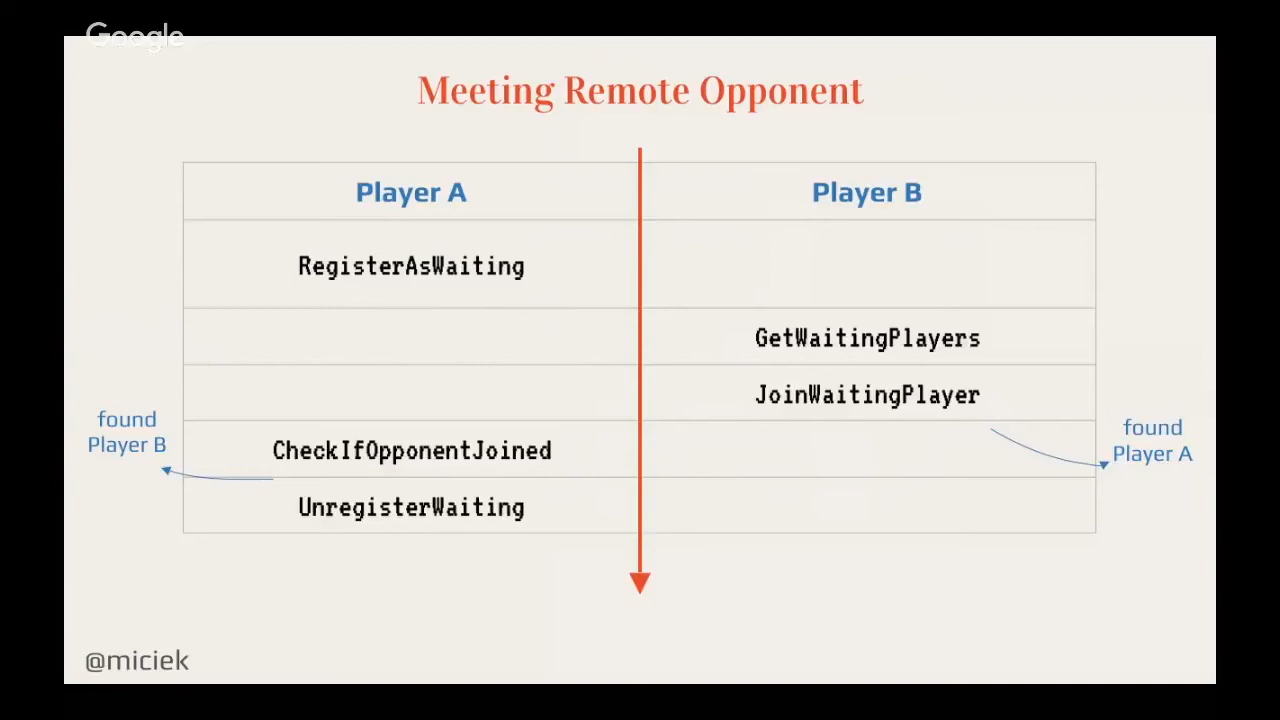 Google
Meeting Remote Opponent
Player A
Player B
RegisterAsWaiting
GetWaitingPlayers
JoinWaitingPlayer
found
Player B
CheckIfOpponentJoined
found
Player A
UnregisterWaiting
@miciek